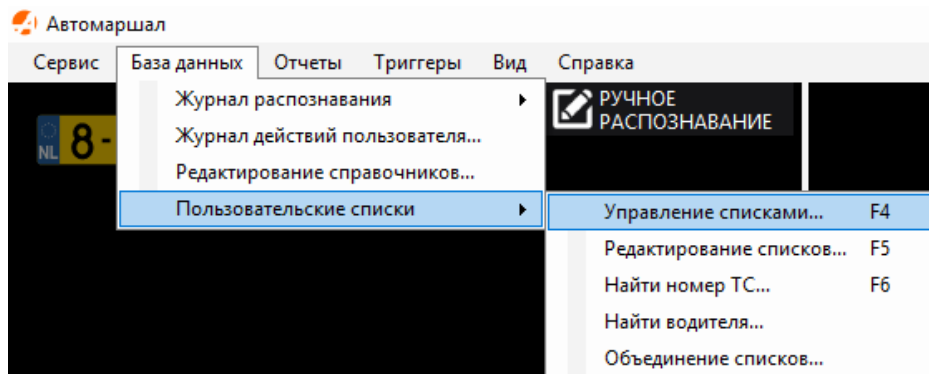 Автомаршал
Сервис База данных Отчеты Триггеры Вид Справка
Журнал распознавания
Журнал действий пользователя...
Редактирование справочников...
Пользовательские списки
NL 8-
РУЧНОЕ
РАСПОЗНАВАНИЕ
Управление списками... F4
Редактирование списков... F5
Найти номер ТС... F6
Найти водителя...
Объединение списков...